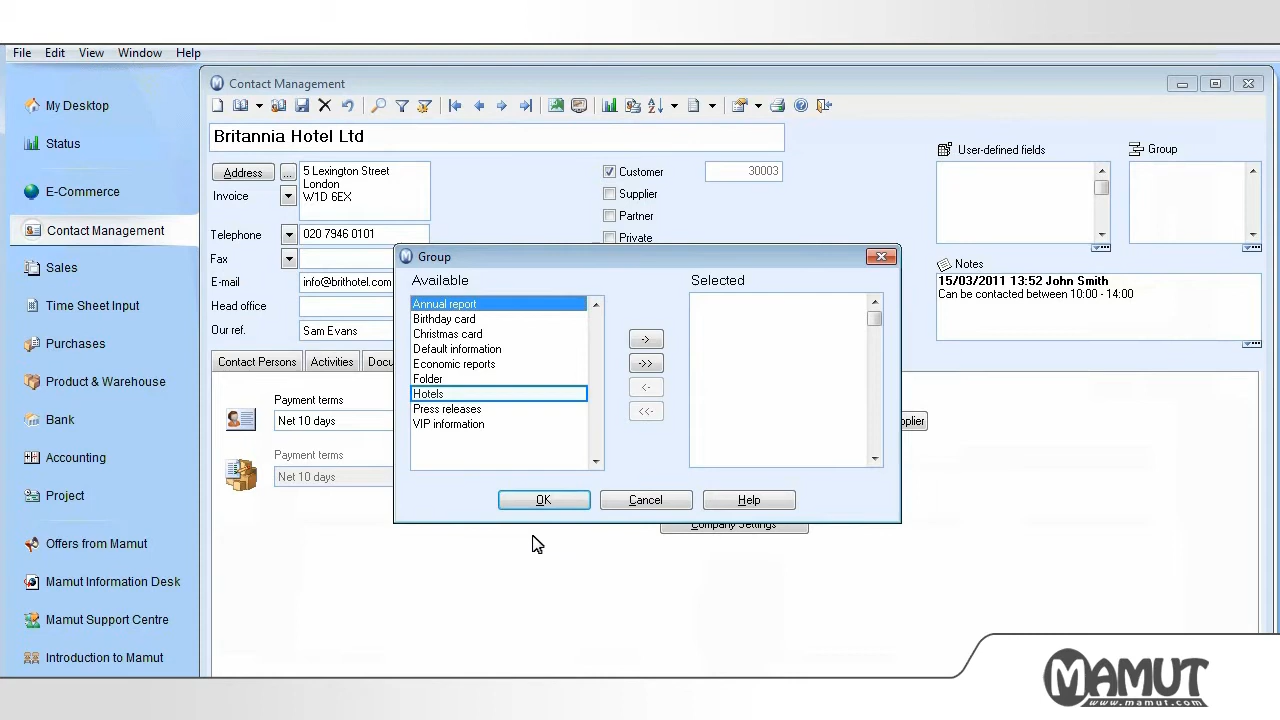 File Edit View Window Help
My Desktop
Status
E-Commerce
Contact Management
Sales
Time Sheet Input
Purchases
Product & Warehouse
Bank
Accounting
Project
Offers from Mamut
Mamut Information Desk
Mamut Support Centre
Introduction to Mamut
Contact Management
Britannia Hotel Ltd
Address ... 5 Lexington Street
London
Invoice W1D 6EX
Telephone 020 7946 0101
Fax
E-mail info@brithotel.com
Head office
Our ref. Sam Evans
Customer 30003
Supplier
Partner
Private
User-defined fields
Group
Notes
15/03/2011 13:52 John Smith
Can be contacted between 10:00 - 14:00
Contact Persons Activities Docu
Payment terms
Net 10 days
Payment terms
Net 10 days
plier
Company Settings
Group
Available
Annual report
Birthday card
Christmas card
Default information
Economic reports
Folder
Hotels
Press releases
VIP information
->
->>
<-
<<-
Selected
OK Cancel Help
MAMUT
www.mamut.com